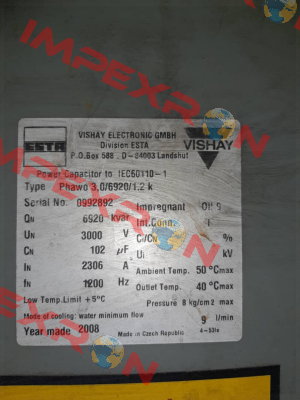 IMPEXRON
IMPEXRON.DE
ESTA
VISHAY ELECTRONIC GMBH
Division ESTA
P.O.Box 588 . D-84003 Landshut
VISHAY
Power Capacitor to IEC60110-1
Type Phawo 3,0/6920/1.2 k
Serial No: 0992892 Impregnant
QN 6920 kvar Int.Conn. I
UN 3000 V Ci/CN %
CN 102 µF Ui kV
IN 2306 A Ambient Temp. 50 °Cmax
fN 1200 Hz Outlet Temp. 40 °Cmax
Low Temp.Limit +5°C Pressure 8 kg/cm2 max
Mode of cooling: water minimum flow 9 l/min
Year made 2008 Made in Czech Republic